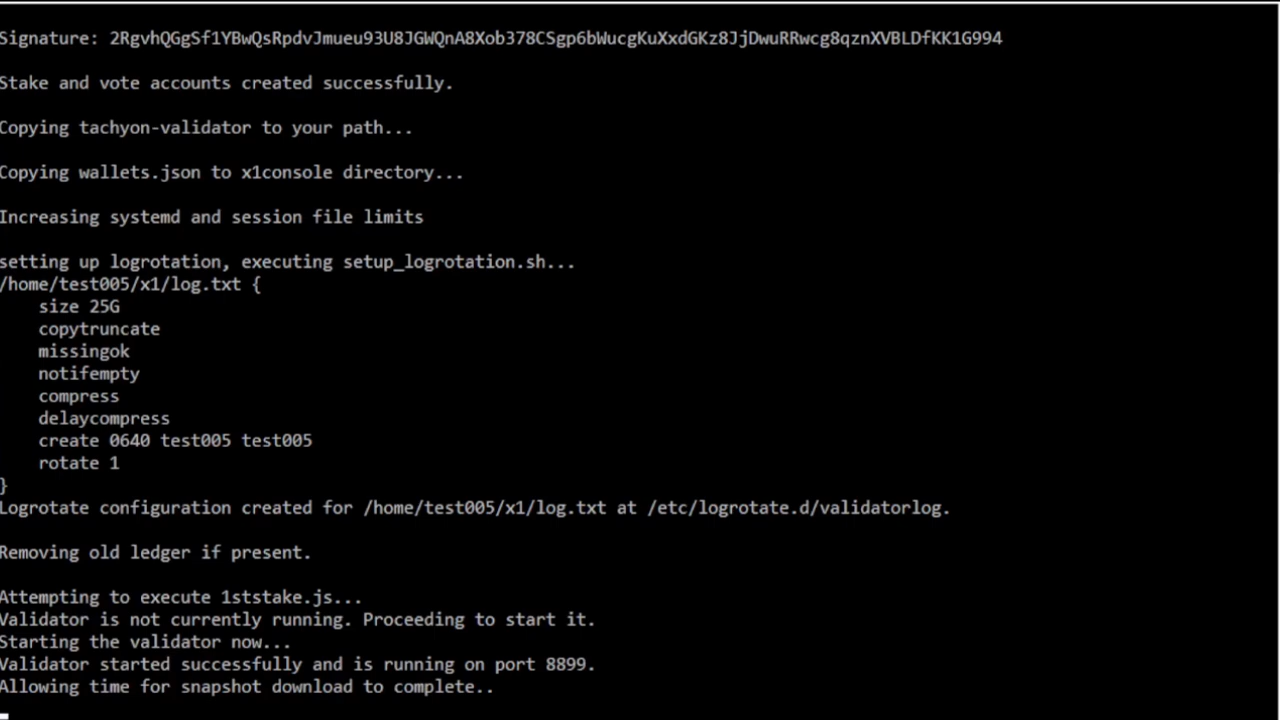 Signature: 2RgvhQGgSf1YBwQsRpdvJmueu93U8JGWQnA8Xob378CSgp6bWucgKuXxdGKz8JjDwuRRwcg8qznXVBLDfKK1G994
Stake and vote accounts created successfully.
Copying tachyon-validator to your path...
Copying wallets.json to x1console directory...
Increasing systemd and session file limits
setting up logrotation, executing setup_logrotation.sh...
/home/test005/x1/log.txt {
    size 25G
    copytruncate
    missingok
    notifempty
    compress
    delaycompress
    create 0640 test005 test005
    rotate 1
}
Logrotate configuration created for /home/test005/x1/log.txt at /etc/logrotate.d/validatorlog.
Removing old ledger if present.
Attempting to execute 1ststake.js...
Validator is not currently running. Proceeding to start it.
Starting the validator now...
Validator started successfully and is running on port 8899.
Allowing time for snapshot download to complete..